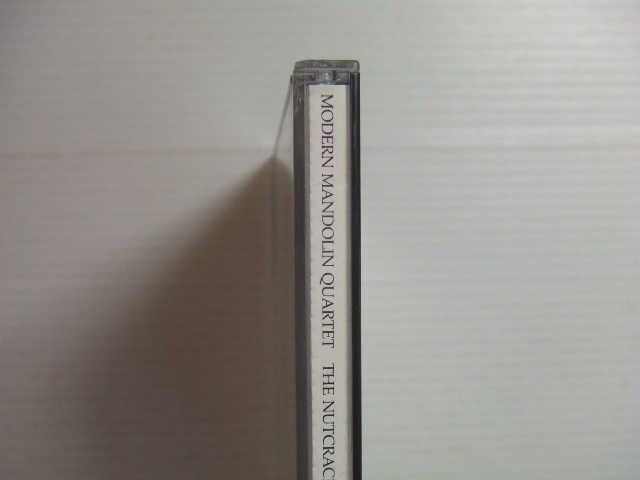 MODERN MANDOLIN QUARTET THE NUTCRAC